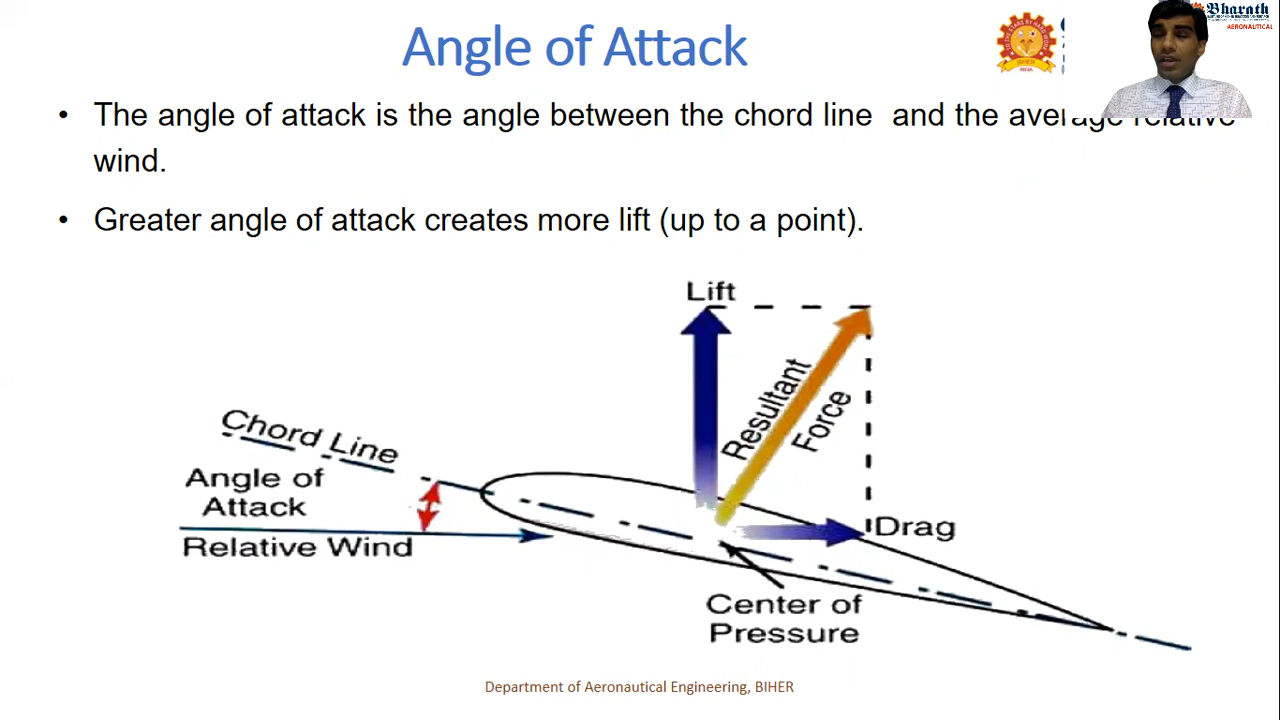 Angle of Attack
Bharath
AERONAUTICAL
BIHER
• The angle of attack is the angle between the chord line and the average relative
wind.
• Greater angle of attack creates more lift (up to a point).
Lift
Resultant
Force
Chord Line
Angle of
Attack
Relative Wind
Drag
Center of
Pressure
Department of Aeronautical Engineering, BIHER